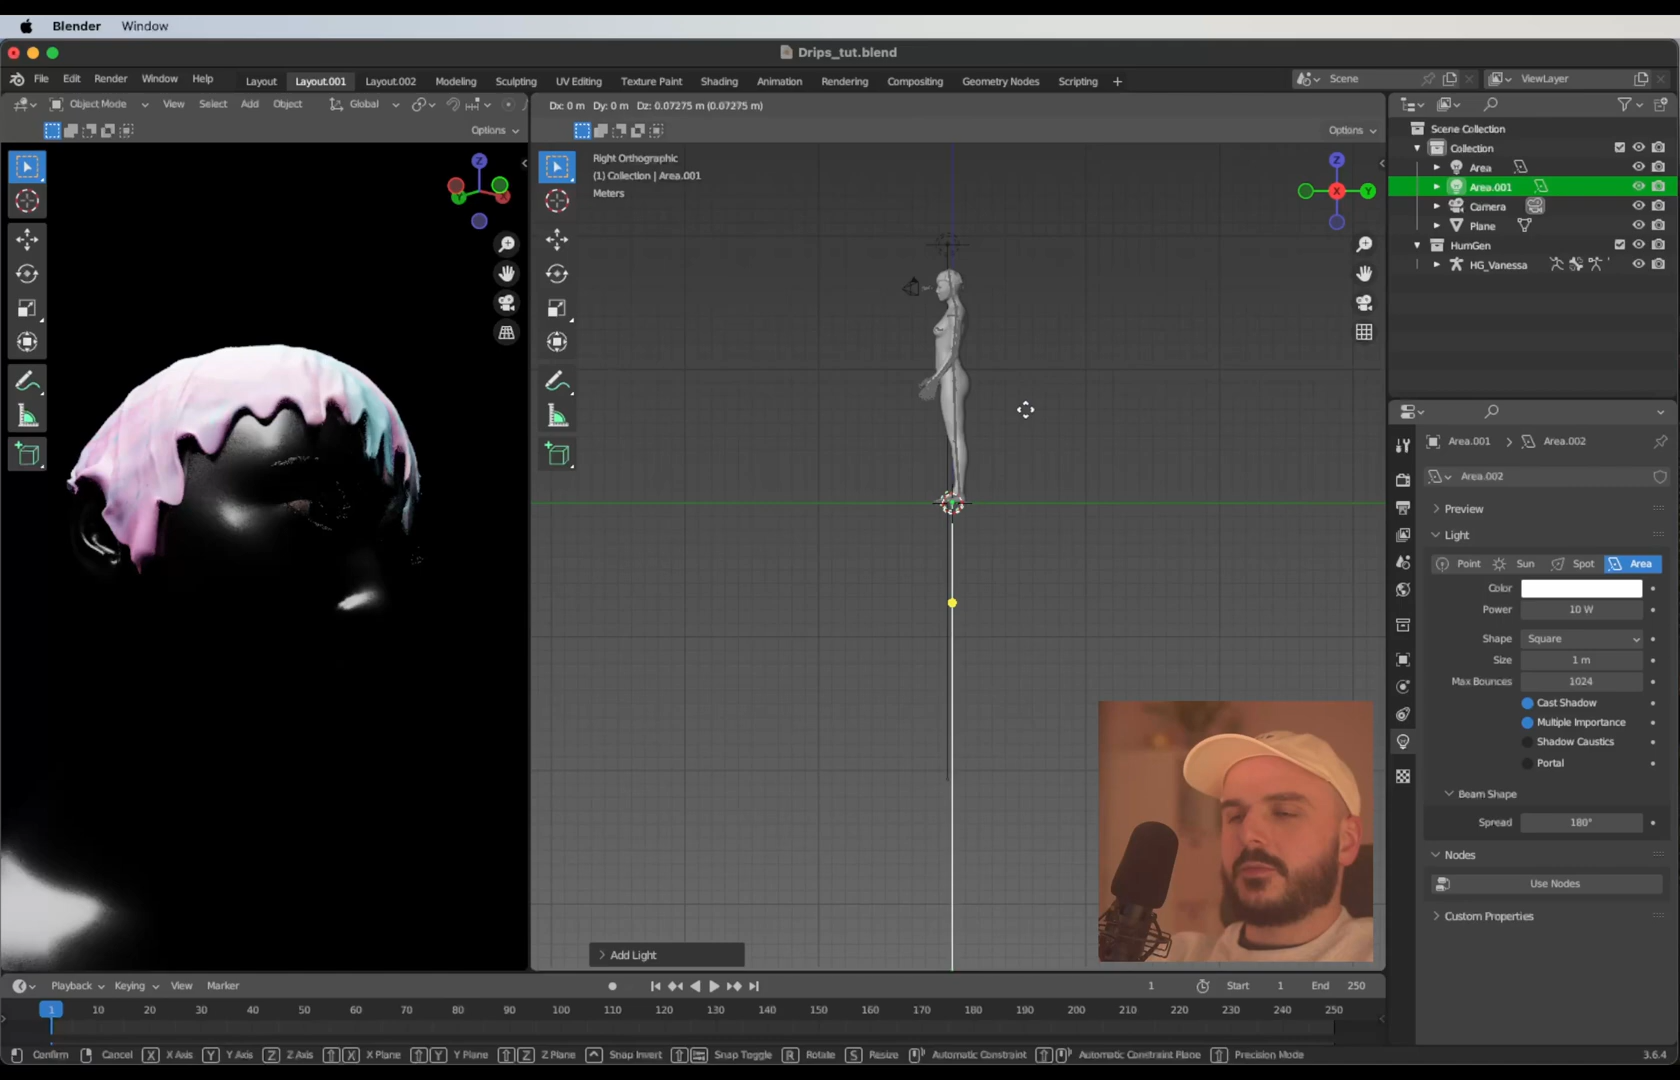 Blender Window
Drips_tut.blend
File Edit Render Window Help Layout Layout.001 Layout.002 Modeling Sculpting UV Editing Texture Paint Shading Animation Rendering Compositing Geometry Nodes Scripting + Scene ViewLayer
Object Mode View Select Add Object Global
Dx: 0 m Dy: 0 m Dz: 0.07275 m (0.07275 m)
Options
Options
Z
Y
X
Right Orthographic
(1) Collection | Area.001
Meters
Z
X
Y
Scene Collection
Collection
Area
Area.001
Camera
Plane
HumGen
HG_Vanessa
Area.001 Area.002
Area.002
Preview
Light
Point Sun Spot Area
Color
Power 10 W
Shape Square
Size 1 m
Max Bounces 1024
Cast Shadow
Multiple Importance
Shadow Caustics
Portal
Beam Shape
Spread 180°
Nodes
Use Nodes
Custom Properties
Add Light
Playback Keying View Marker 1 Start 1 End 250
1 10 20 30 40 50 60 70 80 90 100 110 120 130 140 150 160 170 180 190 200 210 220 230 240 250
Confirm Cancel X X Axis Y Y Axis Z Z Axis X X Plane Y Y Plane Z Z Plane Snap Invert Snap Toggle R Rotate S Resize Automatic Constraint Automatic Constraint Plane Precision Mode 3.6.4